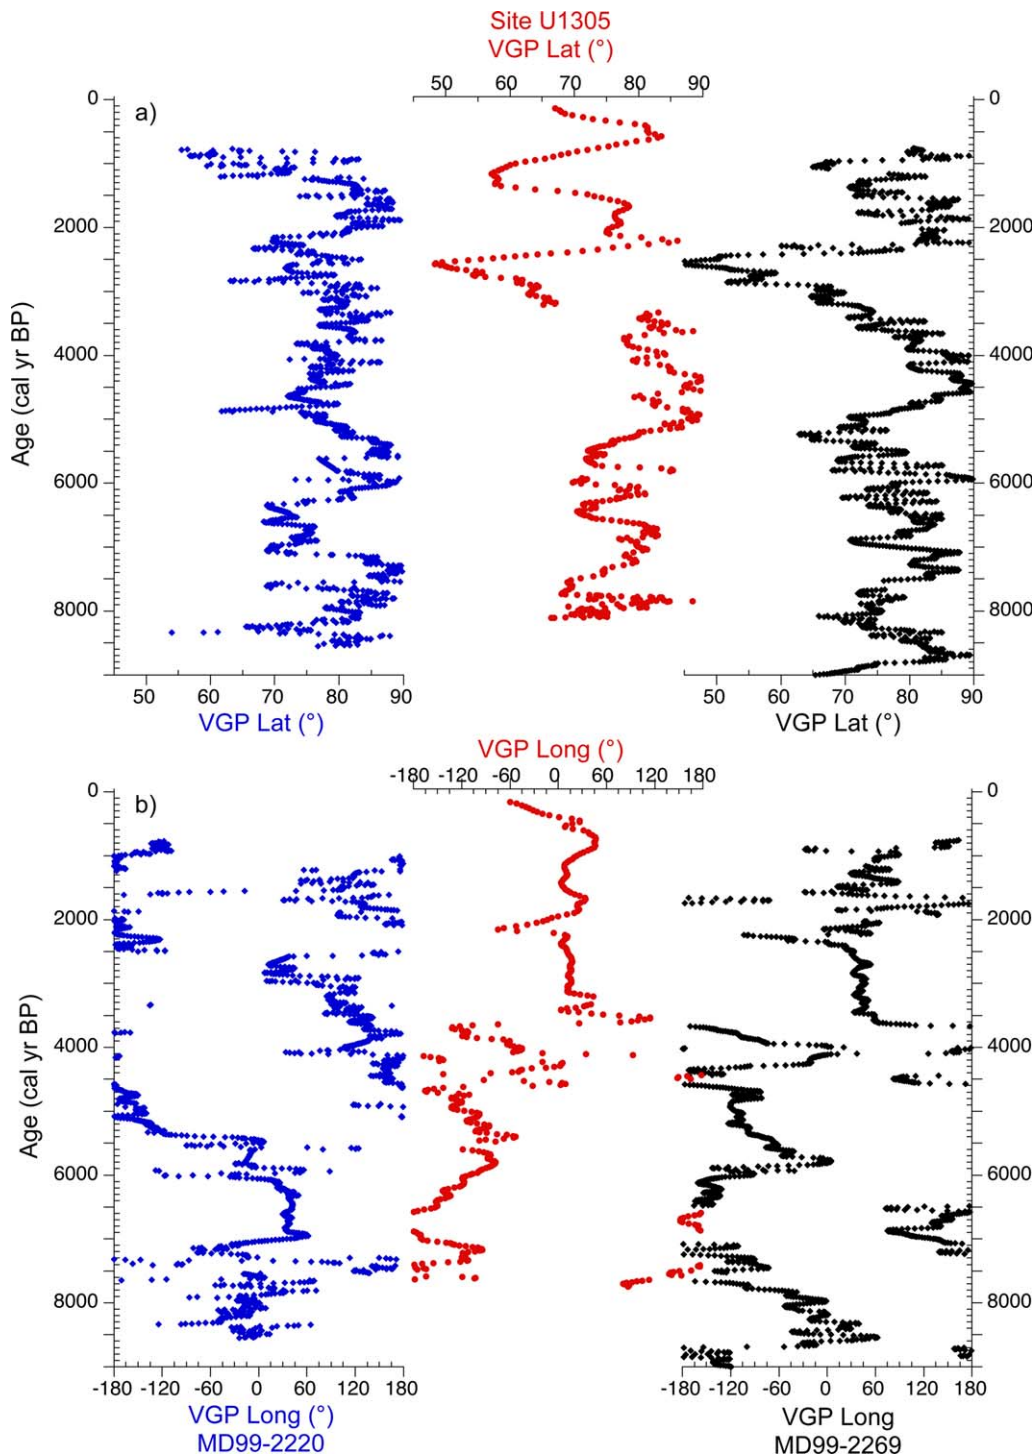 Site U1305
VGP Lat (°)
50 60 70 80 90
0 a) 0
2000 2000
4000 4000
6000 6000
8000 8000
Age (cal yr BP)
50 60 70 80 90
50 60 70 80 90
VGP Lat (°)
VGP Lat (°)
VGP Long (°)
-180 -120 -60 0 60 120 180
0 b) 0
2000 2000
4000 4000
6000 6000
8000 8000
Age (cal yr BP)
-180 -120 -60 0 60 120 180
-180 -120 -60 0 60 120 180
VGP Long (°)
MD99-2220
VGP Long
MD99-2269